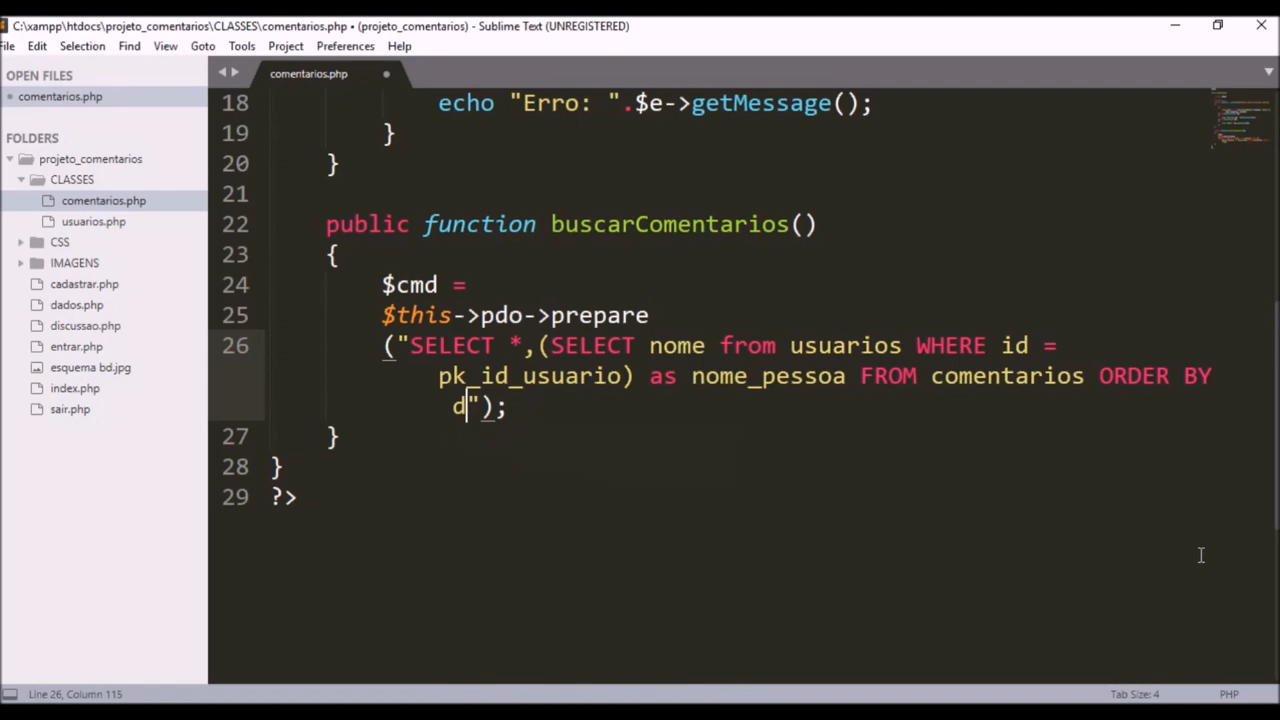 C:\xampp\htdocs\projeto_comentarios\CLASSES\comentarios.php • (projeto_comentarios) - Sublime Text (UNREGISTERED)
File Edit Selection Find View Goto Tools Project Preferences Help
OPEN FILES
comentarios.php
FOLDERS
projeto_comentarios
CLASSES
comentarios.php
usuarios.php
CSS
IMAGENS
cadastrar.php
dados.php
discussao.php
entrar.php
esquema bd.jpg
index.php
sair.php
comentarios.php
18 echo "Erro: ".$e->getMessage();
19 }
20 }
21
22 public function buscarComentarios()
23 {
24 $cmd =
25 $this->pdo->prepare
26 ("SELECT *,(SELECT nome from usuarios WHERE id =
pk_id_usuario) as nome_pessoa FROM comentarios ORDER BY
d");
27 }
28 }
29 ?>
Line 26, Column 115
Tab Size: 4
PHP